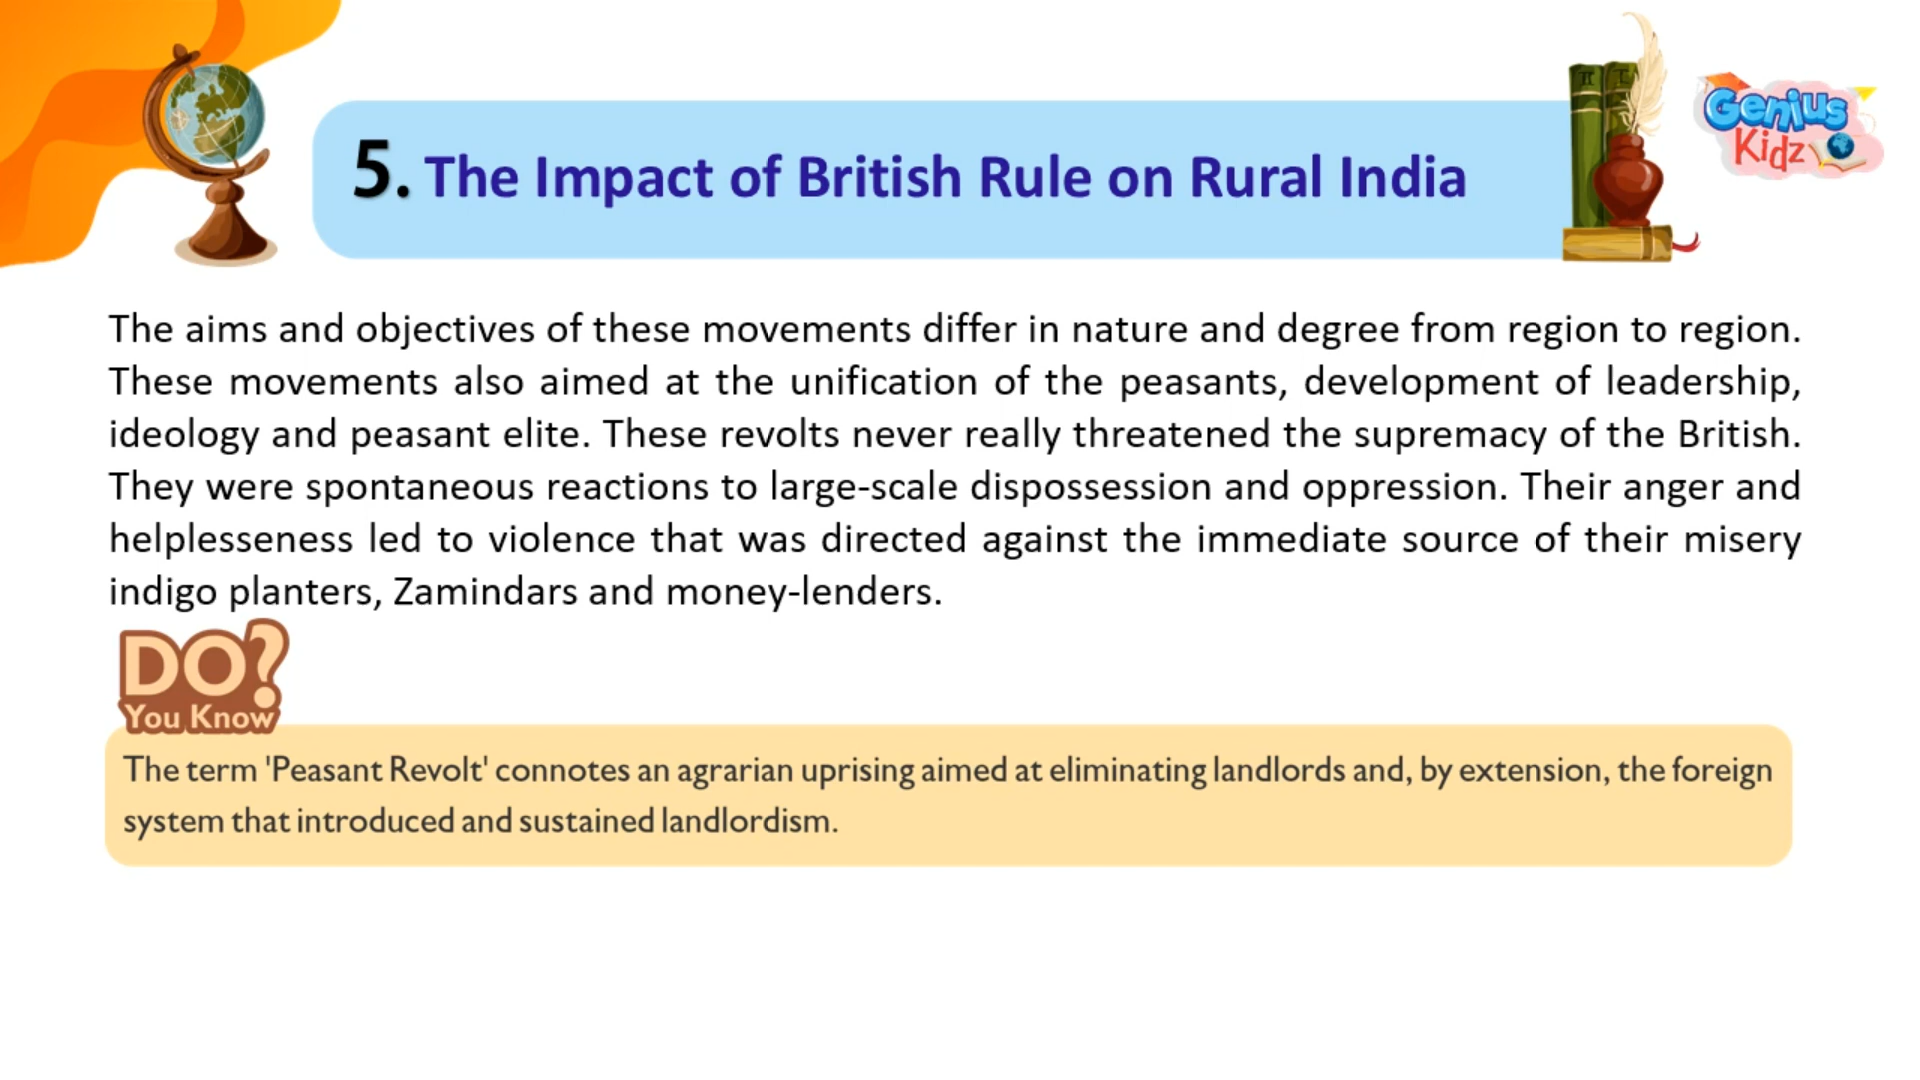 Genius
Kidz
5. The Impact of British Rule on Rural India
The aims and objectives of these movements differ in nature and degree from region to region.
These movements also aimed at the unification of the peasants, development of leadership,
ideology and peasant elite. These revolts never really threatened the supremacy of the British.
They were spontaneous reactions to large-scale dispossession and oppression. Their anger and
helplesseness led to violence that was directed against the immediate source of their misery
indigo planters, Zamindars and money-lenders.
DO?
You Know
The term 'Peasant Revolt' connotes an agrarian uprising aimed at eliminating landlords and, by extension, the foreign
system that introduced and sustained landlordism.